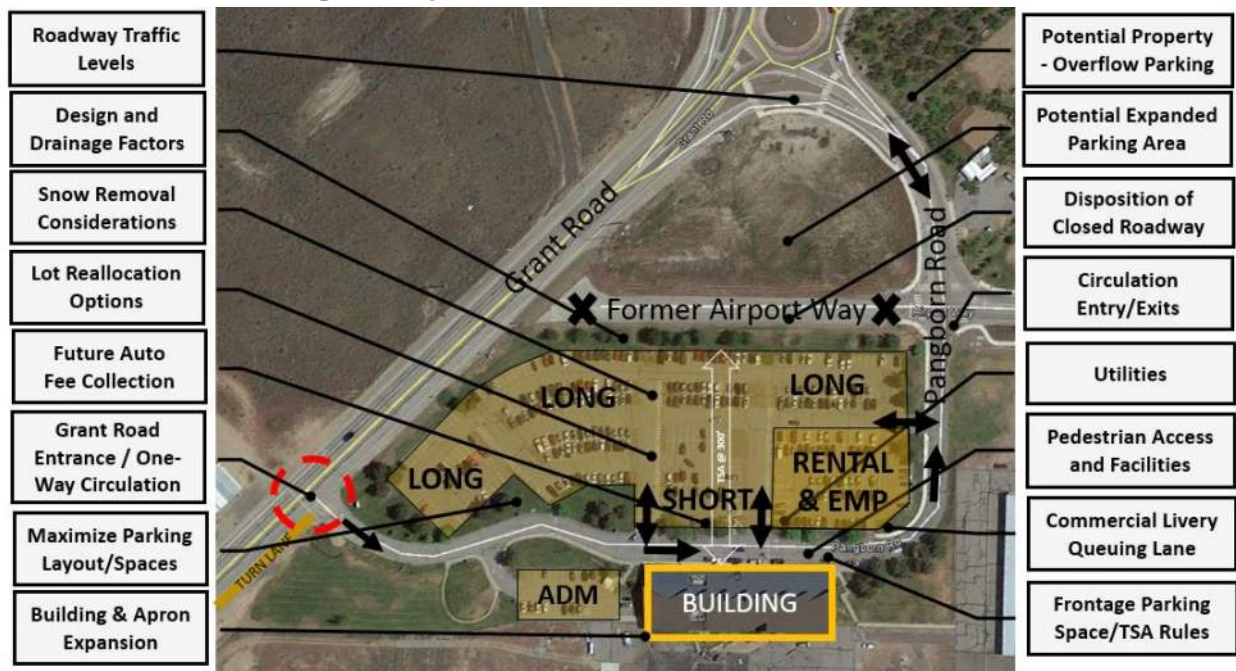 Roadway Traffic
Levels
Design and
Drainage Factors
Snow Removal
Considerations
Lot Reallocation
Options
Future Auto
Fee Collection
Grant Road
Entrance / One-
Way Circulation
Maximize Parking
Layout/Spaces
Building & Apron
Expansion
Grant Rd
Grant Road
Former Airport Way
Pangborn Road
LONG
LONG
LONG
TSA @ 300'
RENTAL
& EMP
SHORT
Pangborn Rd
TURN LANE
ADM
BUILDING
Potential Property
- Overflow Parking
Potential Expanded
Parking Area
Disposition of
Closed Roadway
Circulation
Entry/Exits
Utilities
Pedestrian Access
and Facilities
Commercial Livery
Queuing Lane
Frontage Parking
Space/TSA Rules